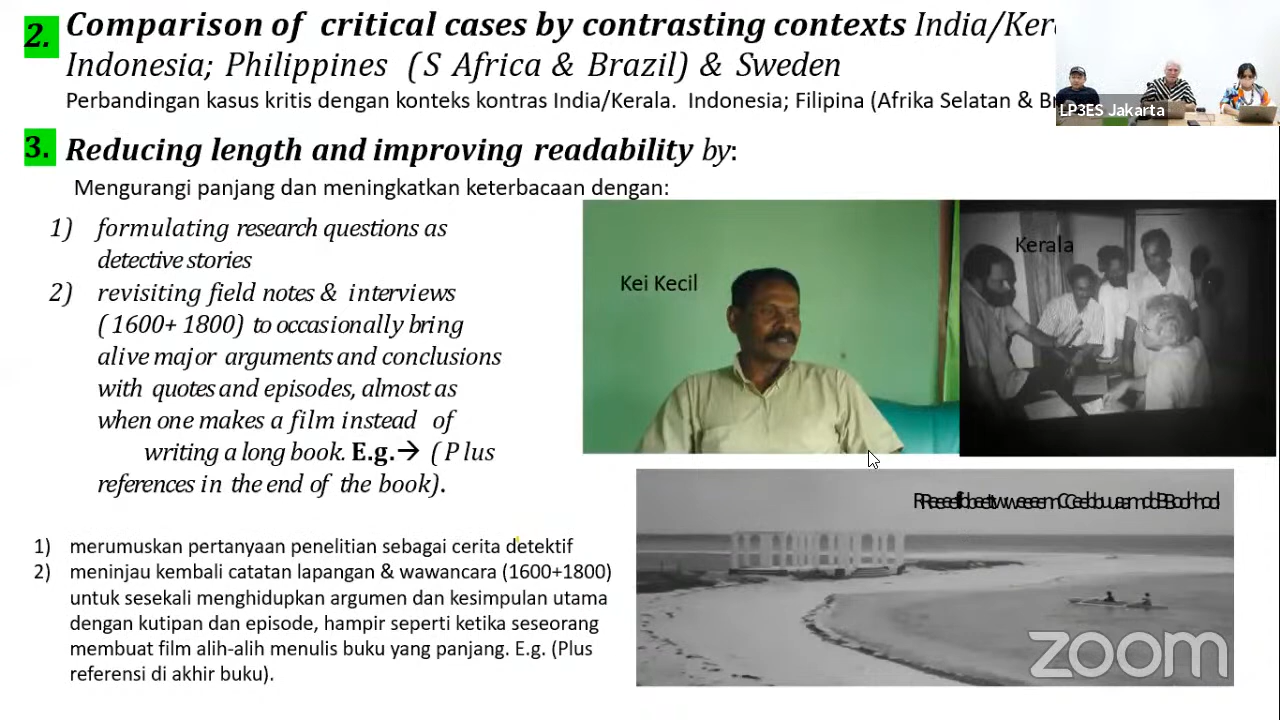 2. Comparison of critical cases by contrasting contexts India/Ker
Indonesia; Philippines (S Africa & Brazil) & Sweden
Perbandingan kasus kritis dengan konteks kontras India/Kerala. Indonesia; Filipina (Afrika Selatan & B
LP3ES Jakarta
3. Reducing length and improving readability by:
Mengurangi panjang dan meningkatkan keterbacaan dengan:
1) formulating research questions as
detective stories
2) revisiting field notes & interviews
(1600+ 1800) to occasionally bring
alive major arguments and conclusions
with quotes and episodes, almost as
when one makes a film instead of
writing a long book. E.g.→ (Plus
references in the end of the book).
Kei Kecil
Kerala
1) merumuskan pertanyaan penelitian sebagai cerita detektif
2) meninjau kembali catatan lapangan & wawancara (1600+1800)
untuk sesekali menghidupkan argumen dan kesimpulan utama
dengan kutipan dan episode, hampir seperti ketika seseorang
membuat film alih-alih menulis buku yang panjang. E.g. (Plus
referensi di akhir buku).
zoom